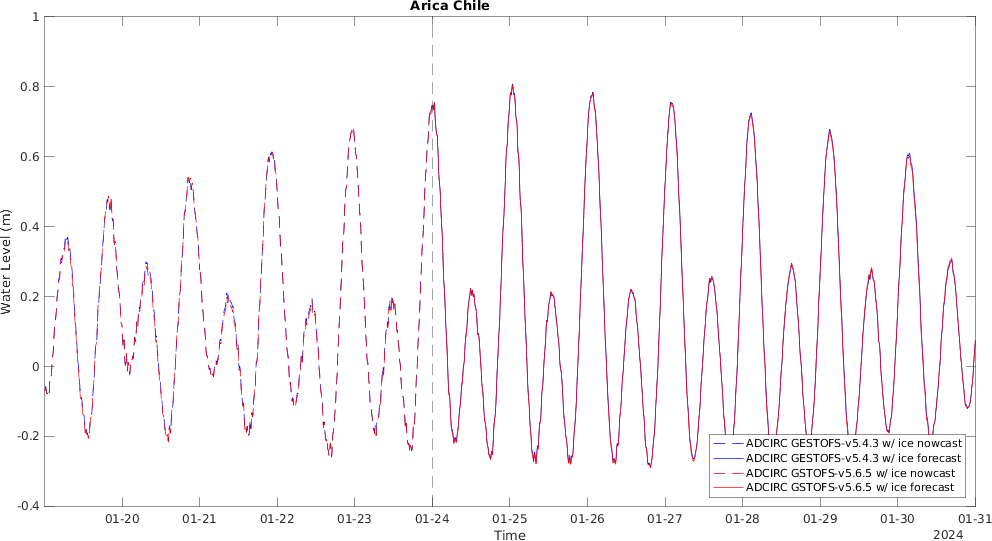 Arica Chile
1
0.8
0.6
0.4
0.2
0
-0.2
-0.4
Water Level (m)
ADCIRC GESTOFS-v5.4.3 w/ ice nowcast
ADCIRC GESTOFS-v5.4.3 w/ ice forecast
ADCIRC GSTOFS-v5.6.5 w/ ice nowcast
ADCIRC GSTOFS-v5.6.5 w/ ice forecast
01-20 01-21 01-22 01-23 01-24 01-25 01-26 01-27 01-28 01-29 01-30 01-31
Time
2024